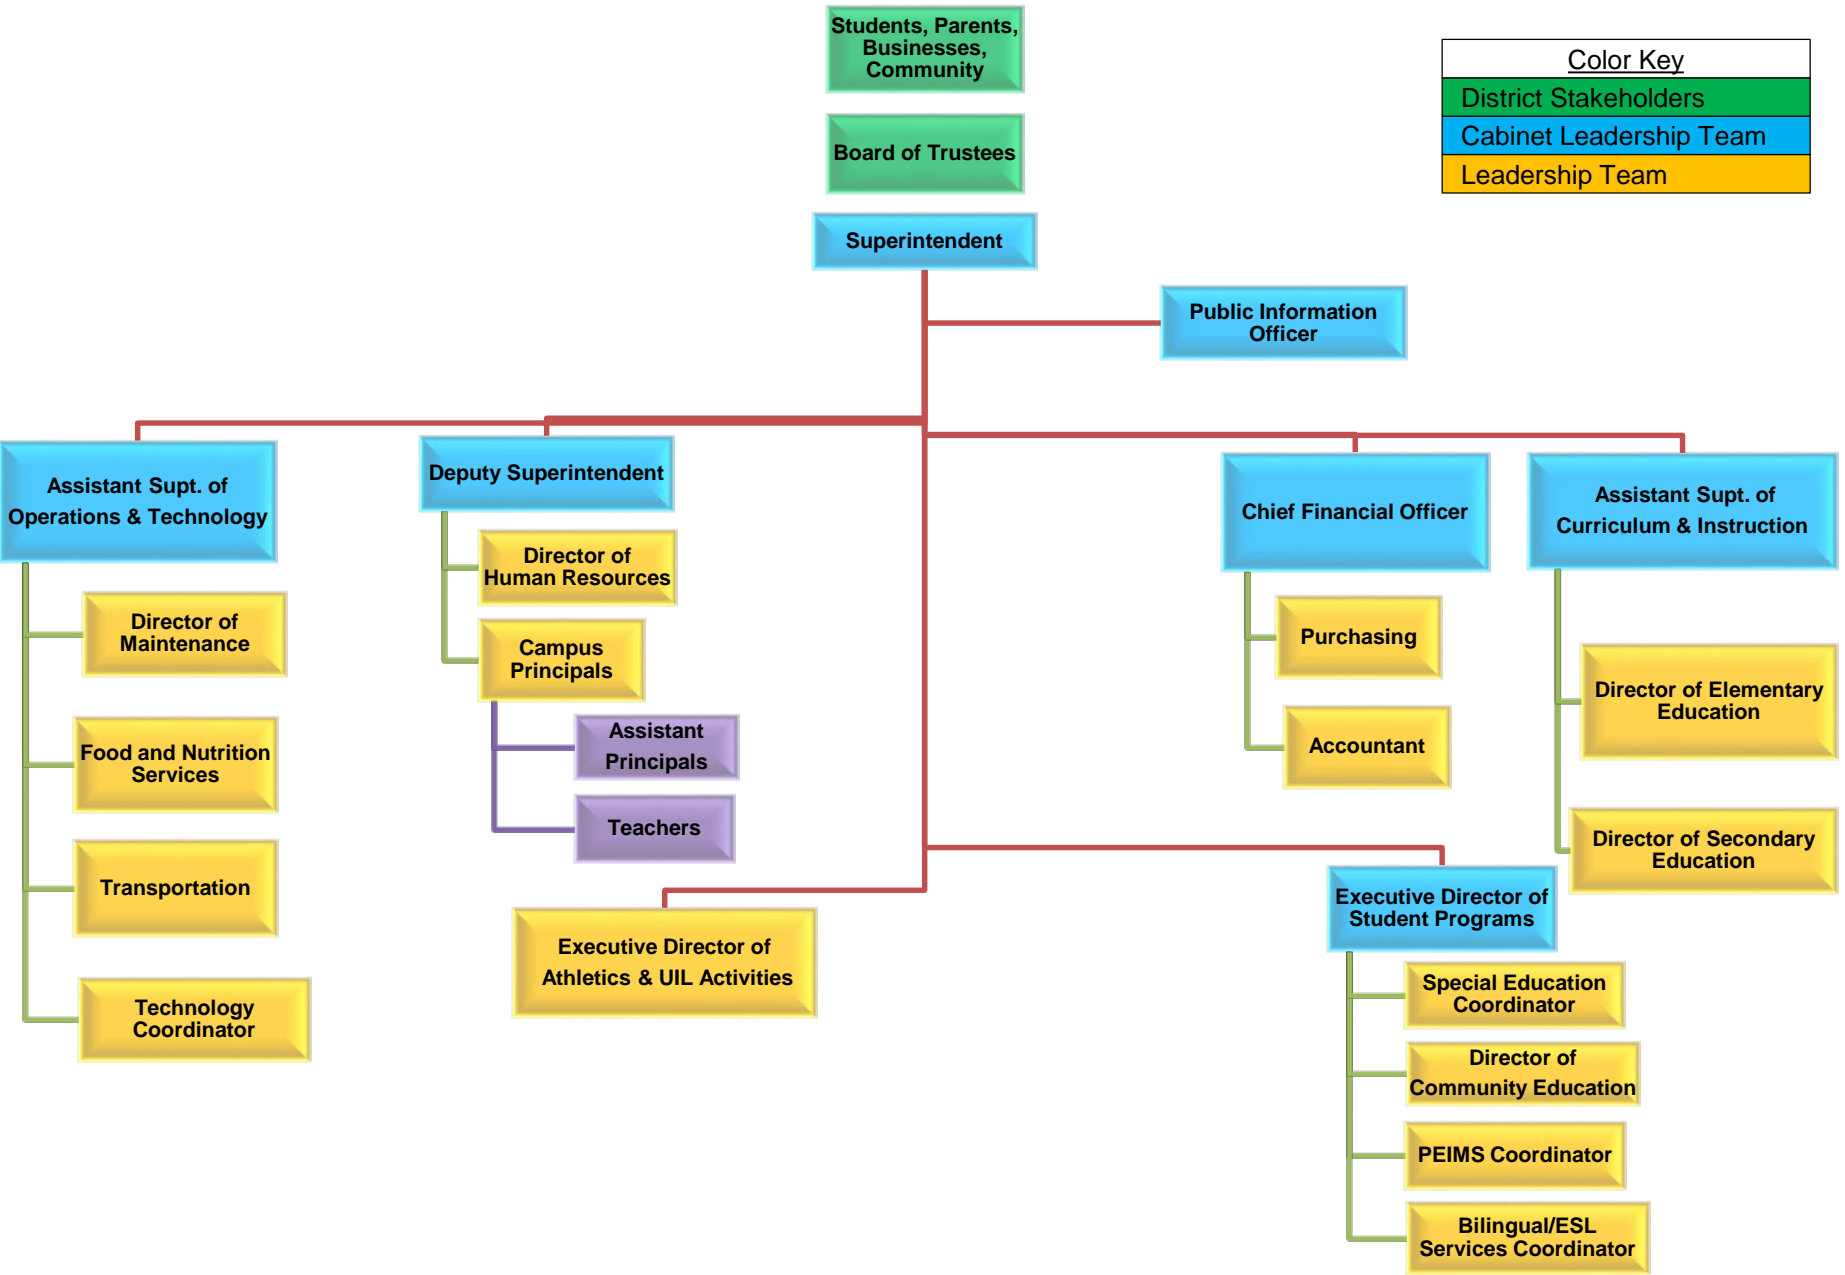 Students, Parents,
Businesses,
Community
Color Key
District Stakeholders
Cabinet Leadership Team
Leadership Team
Board of Trustees
Superintendent
Public Information
Officer
Assistant Supt. of
Operations & Technology
Director of
Maintenance
Food and Nutrition
Services
Transportation
Technology
Coordinator
Deputy Superintendent
Director of
Human Resources
Campus
Principals
Assistant
Principals
Teachers
Executive Director of
Athletics & UIL Activities
Chief Financial Officer
Purchasing
Accountant
Assistant Supt. of
Curriculum & Instruction
Director of Elementary
Education
Director of Secondary
Education
Executive Director of
Student Programs
Special Education
Coordinator
Director of
Community Education
PEIMS Coordinator
Bilingual/ESL
Services Coordinator